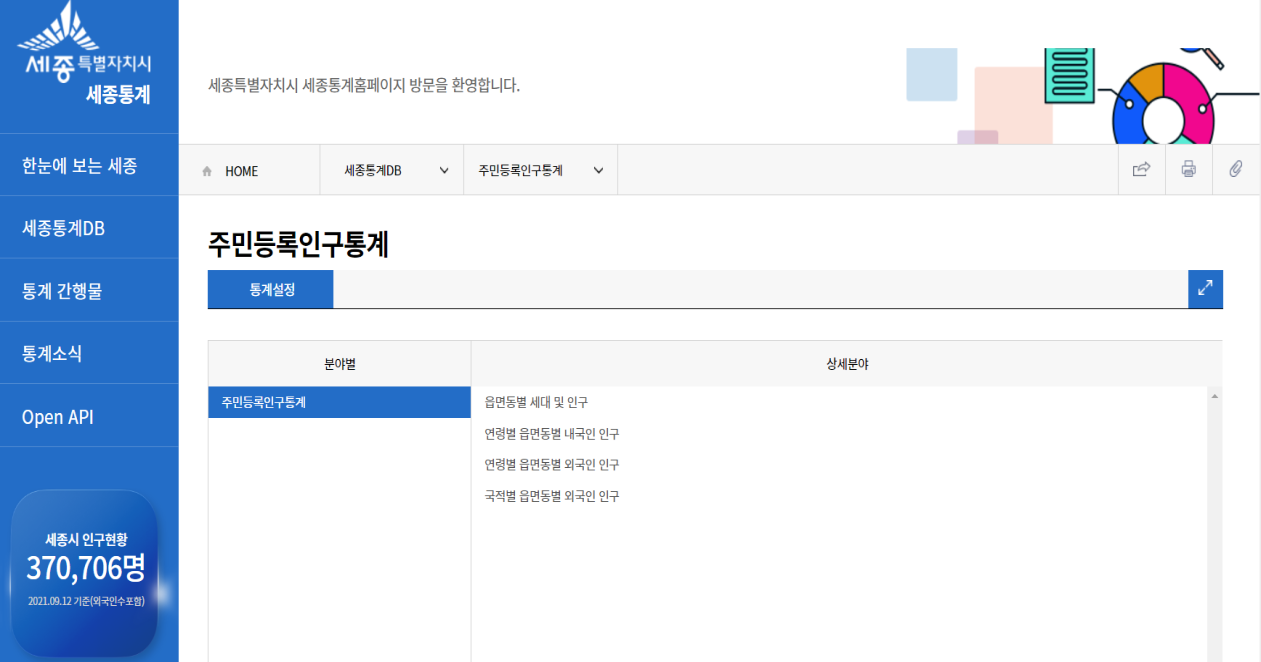 세종특별자치시
세종통계
한눈에 보는 세종
세종통계DB
통계 간행물
통계소식
Open API
세종시 인구현황
370,706명
2021.09.12 기준(외국인수포함)
세종특별자치시 세종통계홈페이지 방문을 환영합니다.
HOME 세종통계DB 주민등록인구통계
주민등록인구통계
통계설정
분야별 상세분야
주민등록인구통계 읍면동별 세대 및 인구
연령별 읍면동별 내국인 인구
연령별 읍면동별 외국인 인구
국적별 읍면동별 외국인 인구